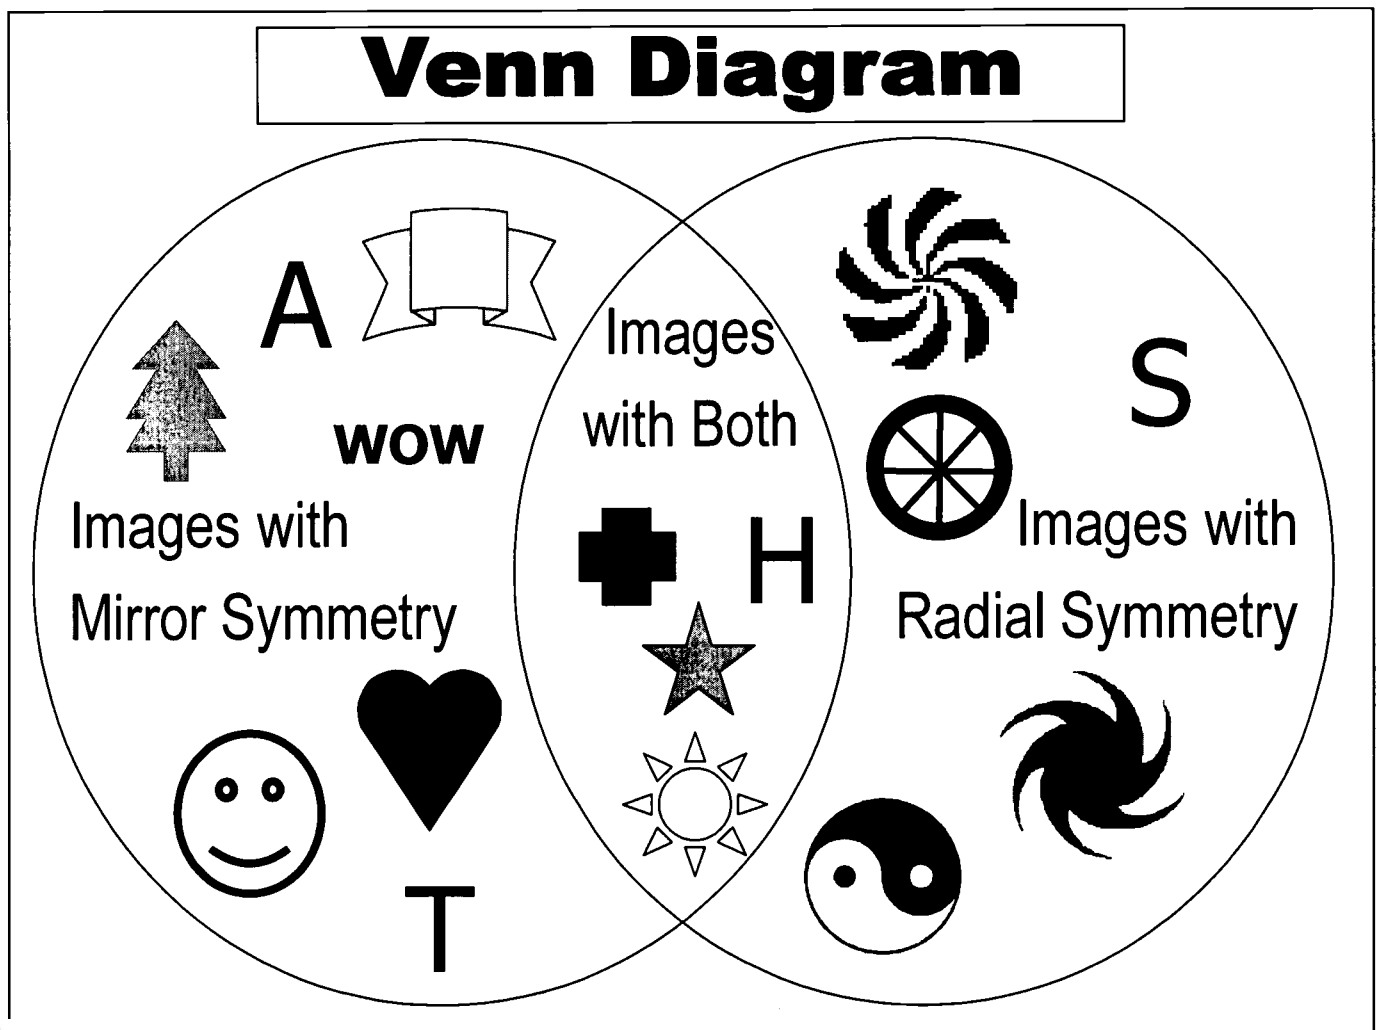 Venn Diagram
A
wow
Images with
Mirror Symmetry
T
Images
with Both
H
S
Images with
Radial Symmetry